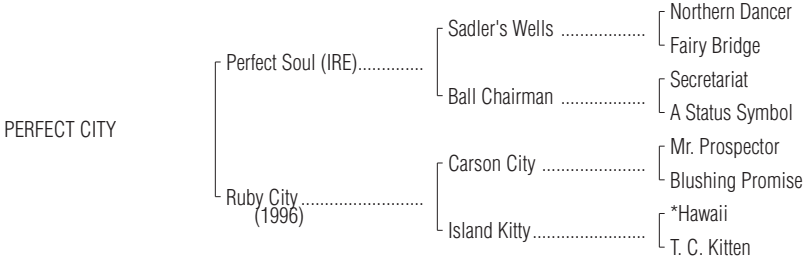 Northern Dancer
Sadler's Wells ...................
Fairy Bridge
Perfect Soul (IRE)..............
Secretariat
Ball Chairman ...................
A Status Symbol
PERFECT CITY
Mr. Prospector
Carson City .......................
Blushing Promise
Ruby City..........................
(1996)
*Hawaii
Island Kitty.........................
T. C. Kitten